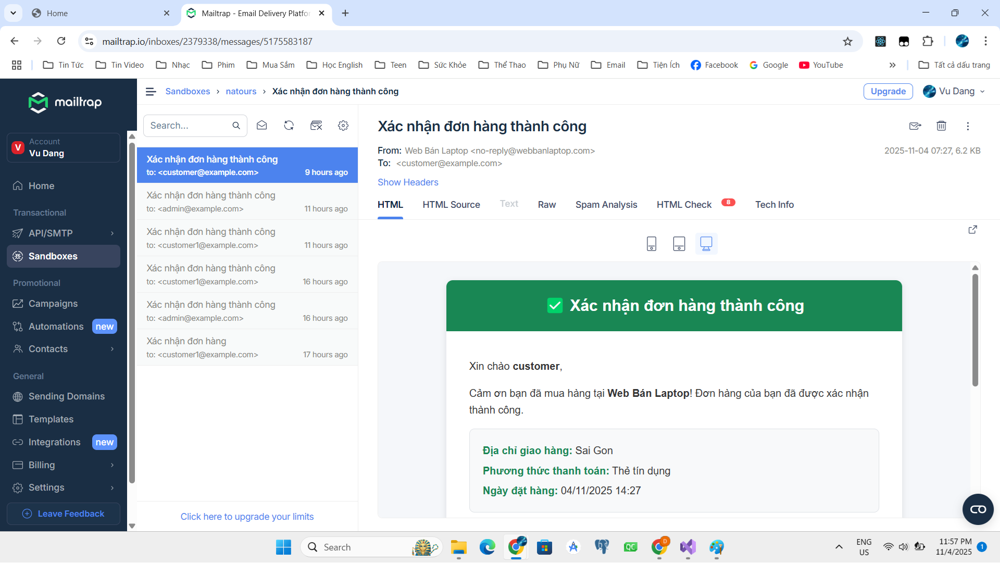 Home
Mailtrap - Email Delivery Platfor
mailtrap.io/inboxes/2379338/messages/5175583187
Tin Tức
Tin Video
Nhạc
Phim
Mua Sắm
Học English
Teen
Sức Khỏe
Thể Thao
Phụ Nữ
Email
Tiện Ích
Facebook
Google
YouTube
Tất cả dấu trang
mailtrap
Account
V
Vu Dang
Home
Transactional
API/SMTP
Sandboxes
Promotional
Campaigns
Automations new
Contacts
General
Sending Domains
Templates
Integrations new
Billing
Settings
Leave Feedback
Sandboxes › natours › Xác nhận đơn hàng thành công
Upgrade
Vu Dang
Search...
Xác nhận đơn hàng thành công
to: <customer@example.com> 9 hours ago
Xác nhận đơn hàng thành công
to: <admin@example.com> 11 hours ago
Xác nhận đơn hàng thành công
to: <customer1@example.com> 11 hours ago
Xác nhận đơn hàng thành công
to: <customer1@example.com> 16 hours ago
Xác nhận đơn hàng thành công
to: <admin@example.com> 16 hours ago
Xác nhận đơn hàng
to: <customer1@example.com> 17 hours ago
Click here to upgrade your limits
Xác nhận đơn hàng thành công
From: Web Bán Laptop <no-reply@webbanlaptop.com>
2025-11-04 07:27, 6.2 KB
To: <customer@example.com>
Show Headers
HTML
HTML Source
Text
Raw
Spam Analysis
HTML Check 8
Tech Info
Xác nhận đơn hàng thành công
Xin chào customer,
Cảm ơn bạn đã mua hàng tại Web Bán Laptop! Đơn hàng của bạn đã được xác nhận
thành công.
Địa chỉ giao hàng: Sai Gon
Phương thức thanh toán: Thẻ tín dụng
Ngày đặt hàng: 04/11/2025 14:27
Search
QC
D
ENG
US
11:57 PM
11/4/2025
1